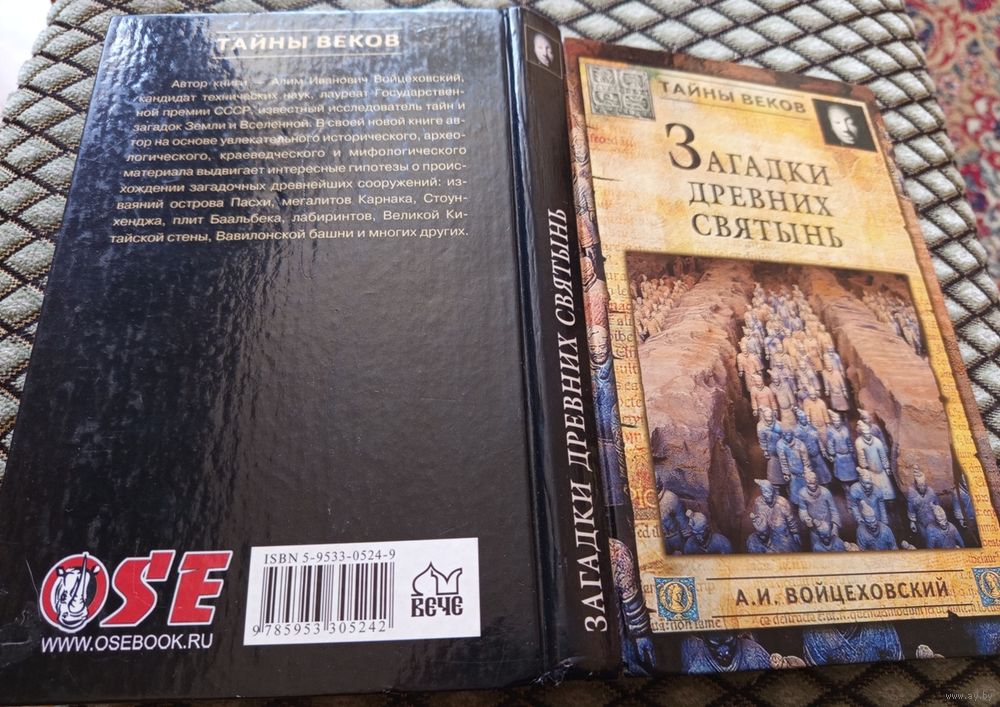 ТАЙНЫ ВЕКОВ
Автор книги — Алим Иванович Войцеховский,
кандидат технических наук, лауреат Государствен-
ной премии СССР, известный исследователь тайн и
загадок Земли и Вселенной. В своей новой книге ав-
тор на основе увлекательного исторического, архео-
логического, краеведческого и мифологического
материала выдвигает интересные гипотезы о проис-
хождении загадочных древнейших сооружений: из-
ваяний острова Пасхи, мегалитов Карнака, Стоун-
хенджа, плит Баальбека, лабиринтов, Великой Ки-
тайской стены, Вавилонской башни и многих других.
OSE
WWW.OSEBOOK.RU
ISBN 5-9533-0524-9
9 785953 305242
ВЕЧЕ
ЗАГАДКИ ДРЕВНИХ СВЯТЫНЬ
ТАЙНЫ ВЕКОВ
ЗАГАДКИ
ДРЕВНИХ
СВЯТЫНЬ
А.И. ВОЙЦЕХОВСКИЙ
www.ay.by